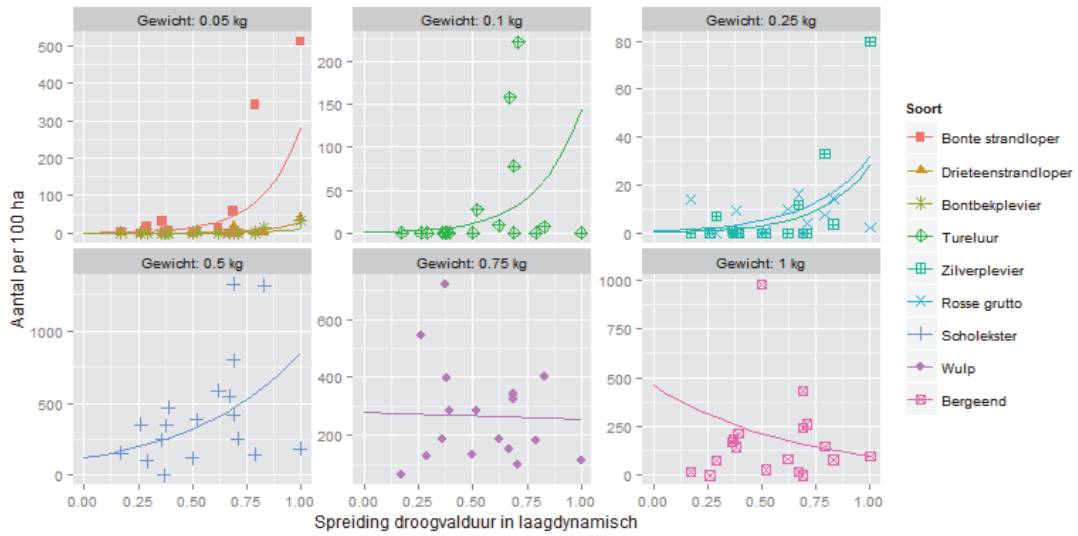 Gewicht: 0.05 kg
Gewicht: 0.1 kg
Gewicht: 0.25 kg
500
400
300
200
100
0
200
150
100
50
0
80
60
40
20
0
Gewicht: 0.5 kg
Gewicht: 0.75 kg
Gewicht: 1 kg
1000
500
0
600
400
200
1000
750
500
250
0
0.00 0.25 0.50 0.75 1.00
0.00 0.25 0.50 0.75 1.00
0.00 0.25 0.50 0.75 1.00
Aantal per 100 ha
Spreiding droogvalduur in laagdynamisch
Soort
Bonte strandloper
Drieteenstrandloper
Bontbekplevier
Tureluur
Zilverplevier
Rosse grutto
Scholekster
Wulp
Bergeend